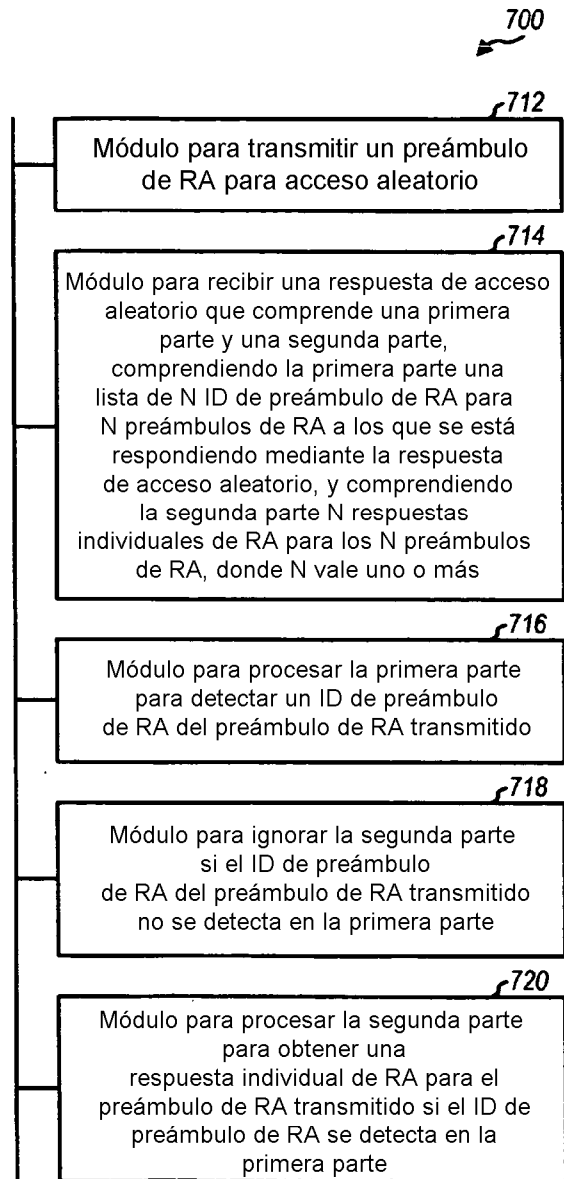 700
712
Módulo para transmitir un preámbulo
de RA para acceso aleatorio
714
Módulo para recibir una respuesta de acceso
aleatorio que comprende una primera
parte y una segunda parte,
comprendiendo la primera parte una
lista de N ID de preámbulo de RA para
N preámbulos de RA a los que se está
respondiendo mediante la respuesta
de acceso aleatorio, y comprendiendo
la segunda parte N respuestas
individuales de RA para los N preámbulos
de RA, donde N vale uno o más
716
Módulo para procesar la primera parte
para detectar un ID de preámbulo
de RA del preámbulo de RA transmitido
718
Módulo para ignorar la segunda parte
si el ID de preámbulo
de RA del preámbulo de RA transmitido
no se detecta en la primera parte
720
Módulo para procesar la segunda parte
para obtener una
respuesta individual de RA para el
preámbulo de RA transmitido si el ID de
preámbulo de RA se detecta en la
primera parte